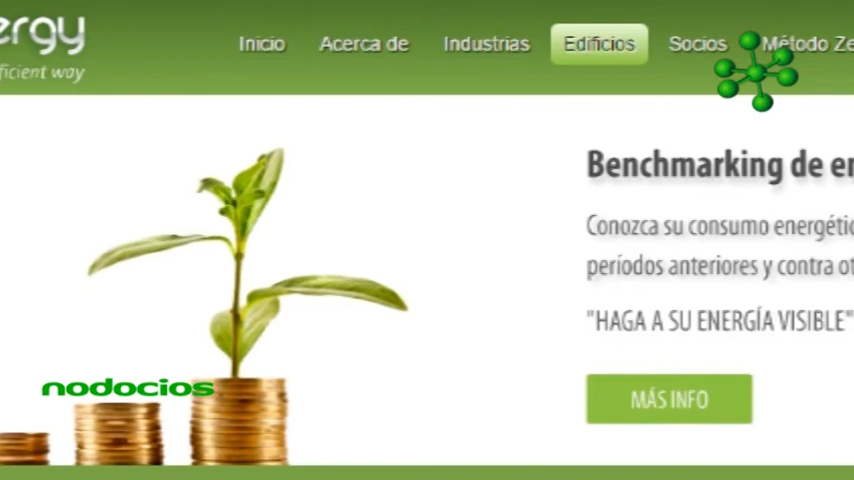 ergy
ficient way
Inicio Acerca de Industrias Edificios Socios Método Ze
Benchmarking de en
Conozca su consumo energétic
períodos anteriores y contra ot
"HAGA A SU ENERGÍA VISIBLE"
MÁS INFO
nodocios